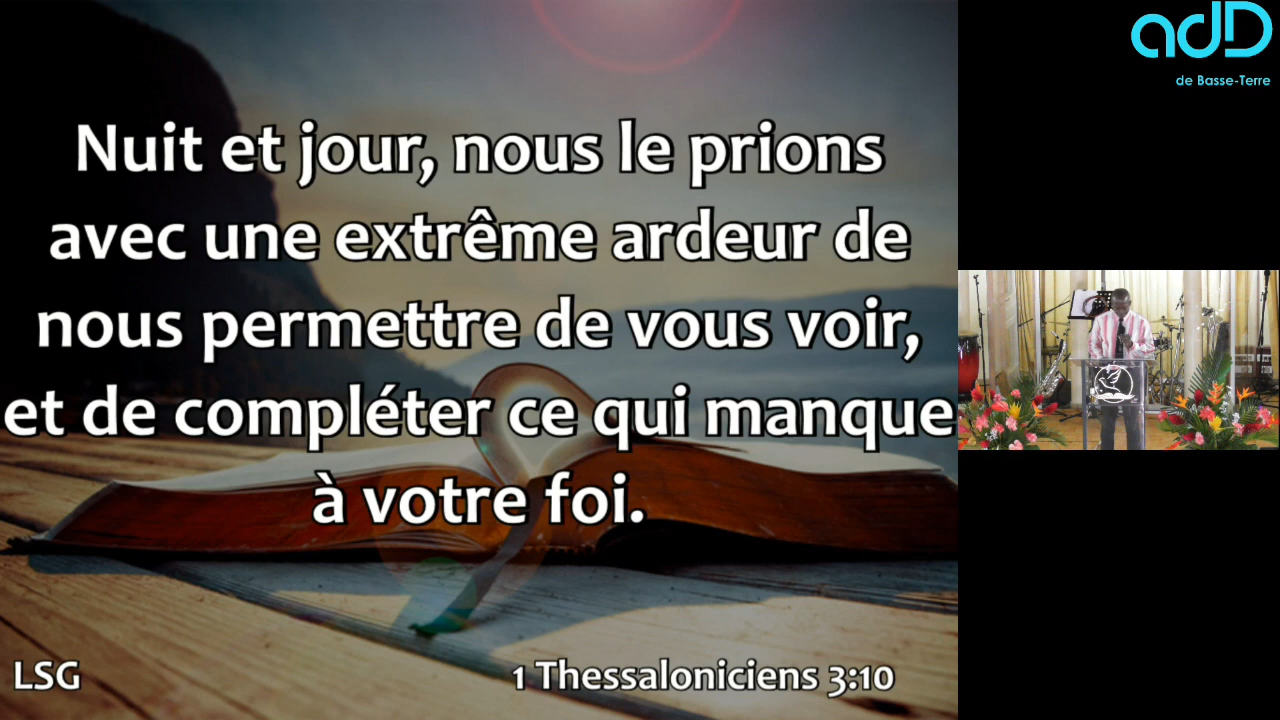 Nuit et jour, nous le prions
avec une extrême ardeur de
nous permettre de vous voir,
et de compléter ce qui manque
à votre foi.
LSG
1 Thessaloniciens 3:10
adD
de Basse-Terre